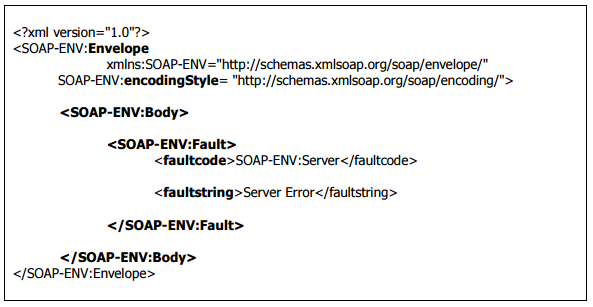 <?xml version="1.0"?>
<SOAP-ENV:Envelope
xmlns:SOAP-ENV="http://schemas.xmlsoap.org/soap/envelope/"
SOAP-ENV:encodingStyle= "http://schemas.xmlsoap.org/soap/encoding/">
<SOAP-ENV:Body>
<SOAP-ENV:Fault>
<faultcode>SOAP-ENV:Server</faultcode>
<faultstring>Server Error</faultstring>
</SOAP-ENV:Fault>
</SOAP-ENV:Body>
</SOAP-ENV:Envelope>